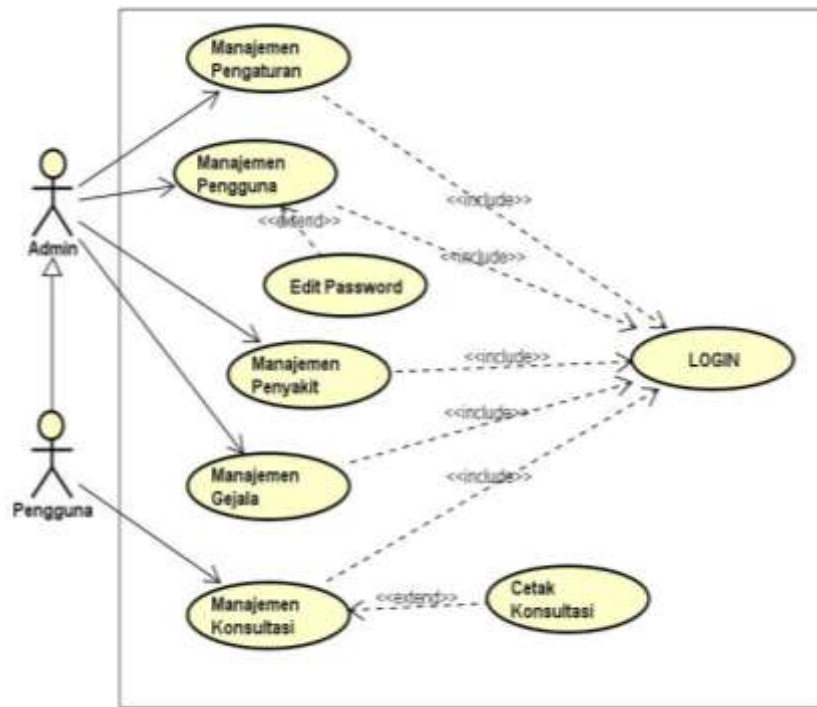 Manajemen
Pengaturan
Manajemen
Pengguna
<<include>>
<<extend>>
<<include>>
Admin
Edit Password
Manajemen
Penyakit
<<include>>
LOGIN
<<include>>
Manajemen
Gejala
<<include>>
Pengguna
Manajemen
Konsultasi
<<extend>>
Cetak
Konsultasi